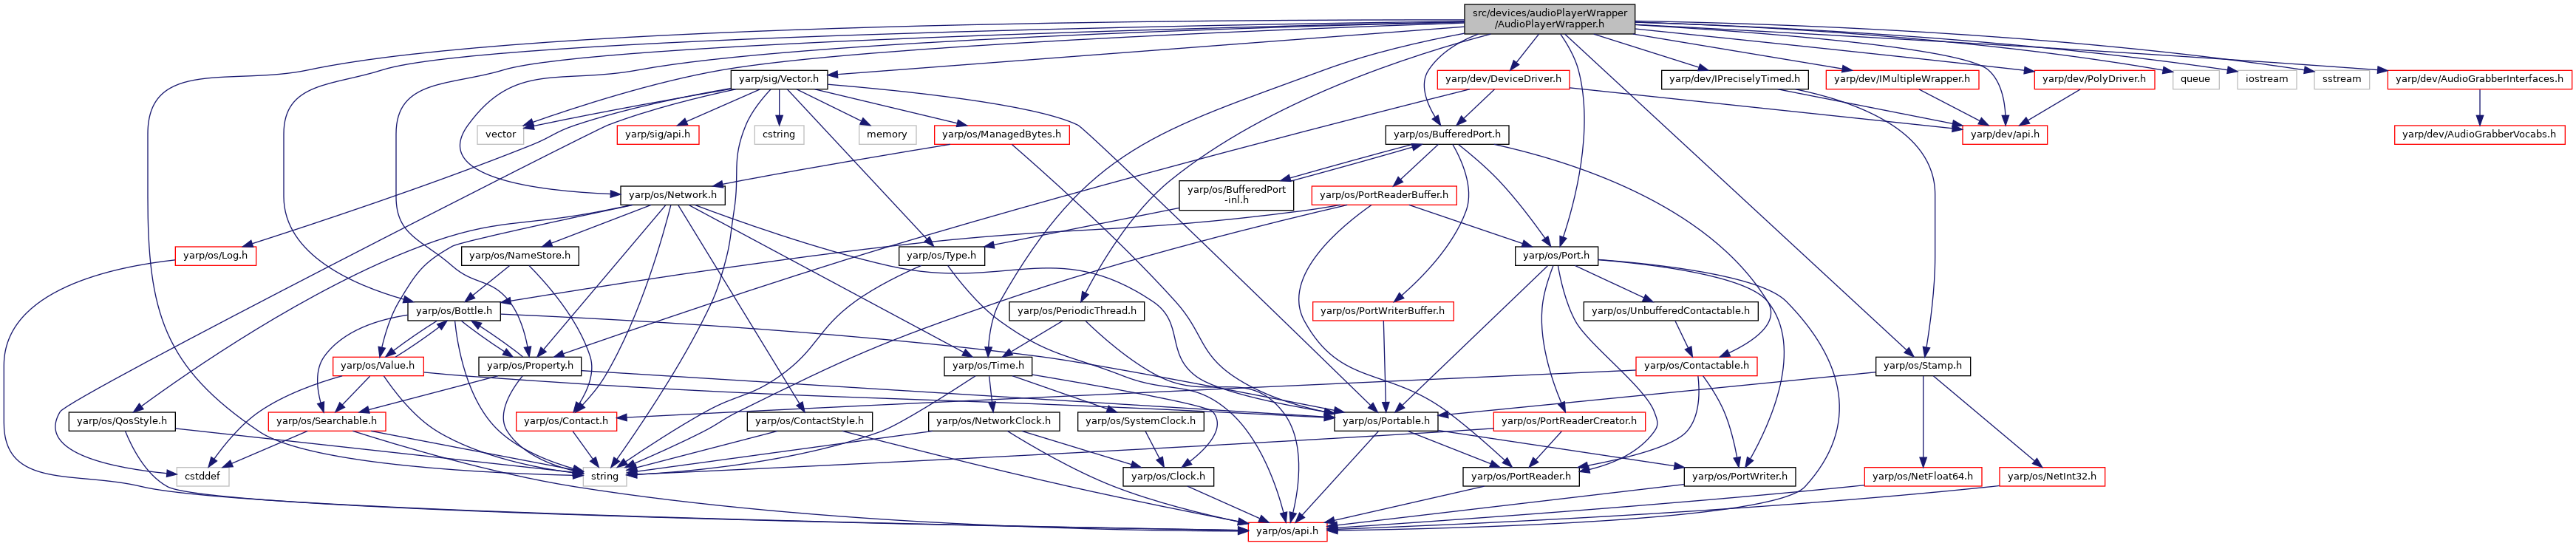 src/devices/audioPlayerWrapper
/AudioPlayerWrapper.h
yarp/sig/Vector.h
yarp/dev/DeviceDriver.h
yarp/dev/IPreciselyTimed.h
yarp/dev/IMultipleWrapper.h
yarp/dev/PolyDriver.h
queue
iostream
sstream
yarp/dev/AudioGrabberInterfaces.h
vector
yarp/sig/api.h
cstring
memory
yarp/os/ManagedBytes.h
yarp/os/BufferedPort.h
yarp/dev/api.h
yarp/dev/AudioGrabberVocabs.h
yarp/os/Network.h
yarp/os/BufferedPort
-inl.h
yarp/os/PortReaderBuffer.h
yarp/os/Log.h
yarp/os/NameStore.h
yarp/os/Type.h
yarp/os/Port.h
yarp/os/Bottle.h
yarp/os/PeriodicThread.h
yarp/os/PortWriterBuffer.h
yarp/os/UnbufferedContactable.h
yarp/os/Value.h
yarp/os/Property.h
yarp/os/Time.h
yarp/os/Contactable.h
yarp/os/Stamp.h
yarp/os/QosStyle.h
yarp/os/Searchable.h
yarp/os/Contact.h
yarp/os/ContactStyle.h
yarp/os/NetworkClock.h
yarp/os/SystemClock.h
yarp/os/Portable.h
yarp/os/PortReaderCreator.h
cstddef
string
yarp/os/Clock.h
yarp/os/PortReader.h
yarp/os/PortWriter.h
yarp/os/NetFloat64.h
yarp/os/NetInt32.h
yarp/os/api.h